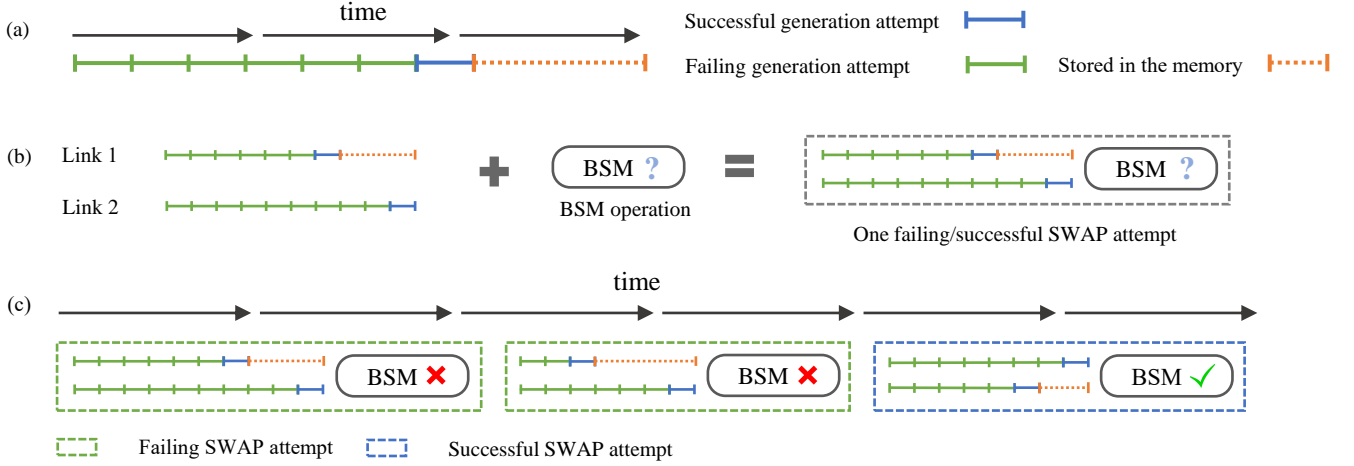 (a)
time
Successful generation attempt
Failing generation attempt
Stored in the memory
(b)
Link 1
Link 2
BSM ?
BSM operation
BSM ?
One failing/successful SWAP attempt
time
(c)
BSM
BSM
BSM
Failing SWAP attempt
Successful SWAP attempt